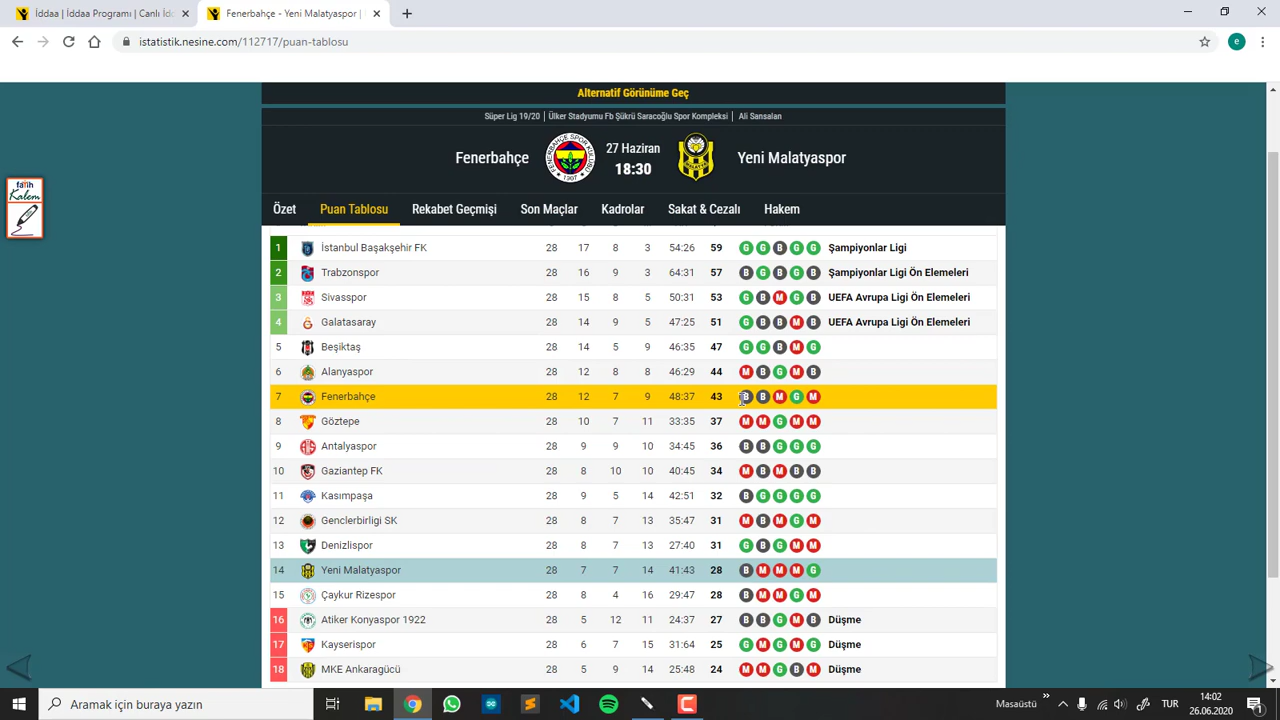 İddaa | İddaa Programı | Canlı İdd
Fenerbahçe - Yeni Malatyaspor |
istatistik.nesine.com/112717/puan-tablosu
e
Alternatif Görünüme Geç
Süper Lig 19/20 | Ülker Stadyumu Fb Şükrü Saracoğlu Spor Kompleksi | Ali Sansalan
Fenerbahçe 27 Haziran 18:30 Yeni Malatyaspor
Özet Puan Tablosu Rekabet Geçmişi Son Maçlar Kadrolar Sakat & Cezalı Hakem
fatih Kalem
1 İstanbul Başakşehir FK 28 17 8 3 54:26 59 G G B G G Şampiyonlar Ligi
2 Trabzonspor 28 16 9 3 64:31 57 B G B G B Şampiyonlar Ligi Ön Elemeleri
3 Sivasspor 28 15 8 5 50:31 53 G B M G B UEFA Avrupa Ligi Ön Elemeleri
4 Galatasaray 28 14 9 5 47:25 51 G B B M B UEFA Avrupa Ligi Ön Elemeleri
5 Beşiktaş 28 14 5 9 46:35 47 G G B M G
6 Alanyaspor 28 12 8 8 46:29 44 M B G M B
7 Fenerbahçe 28 12 7 9 48:37 43 B B M G M
8 Göztepe 28 10 7 11 33:35 37 M M G M M
9 Antalyaspor 28 9 9 10 34:45 36 B B G G G
10 Gaziantep FK 28 8 10 10 40:45 34 M B M B B
11 Kasımpaşa 28 9 5 14 42:51 32 B G G G G
12 Genclerbirligi SK 28 8 7 13 35:47 31 M B M G M
13 Denizlispor 28 8 7 13 27:40 31 G B G M M
14 Yeni Malatyaspor 28 7 7 14 41:43 28 B M M M G
15 Çaykur Rizespor 28 8 4 16 29:47 28 B M M G M
16 Atiker Konyaspor 1922 28 5 12 11 24:37 27 B B G M B Düşme
17 Kayserispor 28 6 7 15 31:64 25 G M G M G Düşme
18 MKE Ankaragücü 28 5 9 14 25:48 24 M M G B M Düşme
Aramak için buraya yazın Masaüstü TUR 14:02
26.06.2020